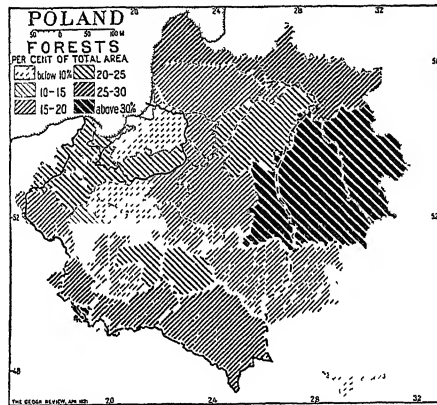 POLAND
50 0 50 100 M
FORESTS
PER CENT OF TOTAL AREA
below 10% 20-25
10-15 25-30
15-20 above 30%
20 24 28 32
52 52
48
THE GEOGR. REVIEW, APR. 1921
20 24 28 32